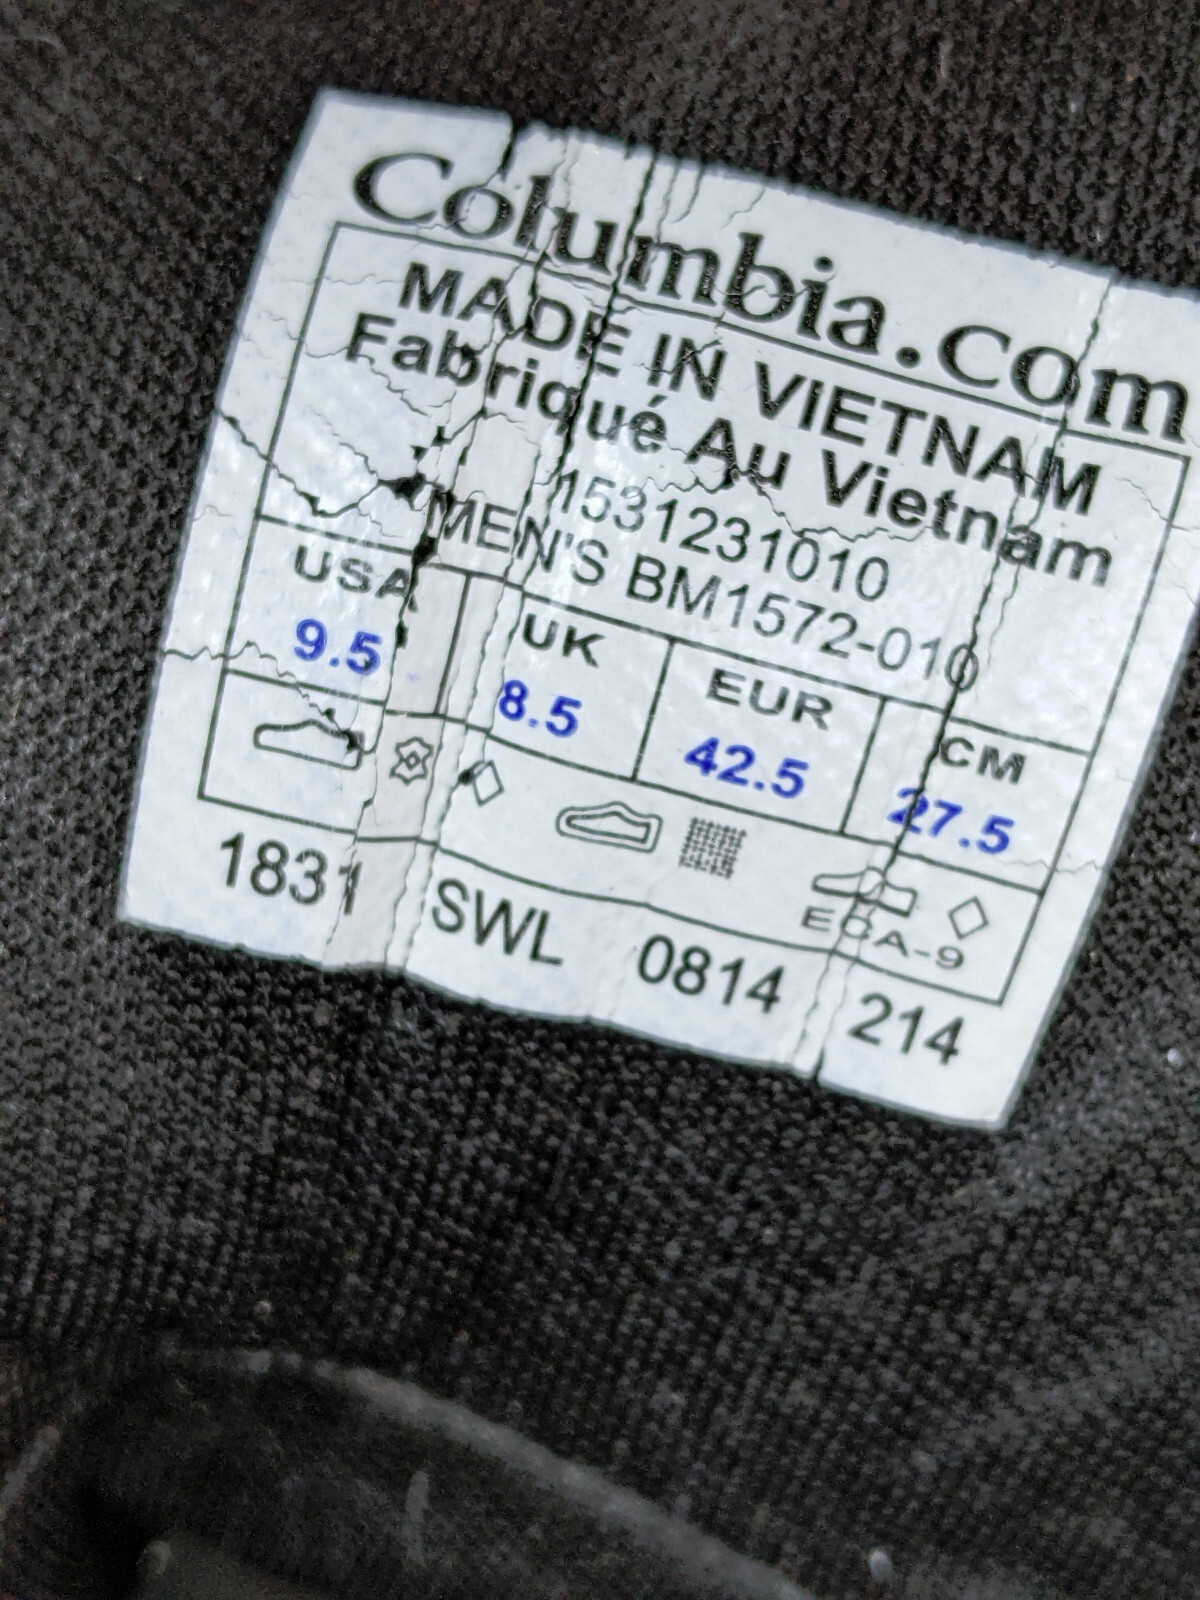 Columbia.com
MADE IN VIETNAM
Fabriqué Au Vietnam
1531231010
MEN'S BM1572-010
USA UK EUR CM
9.5 8.5 42.5 27.5
ECA-9
1831 SWL 0814 214